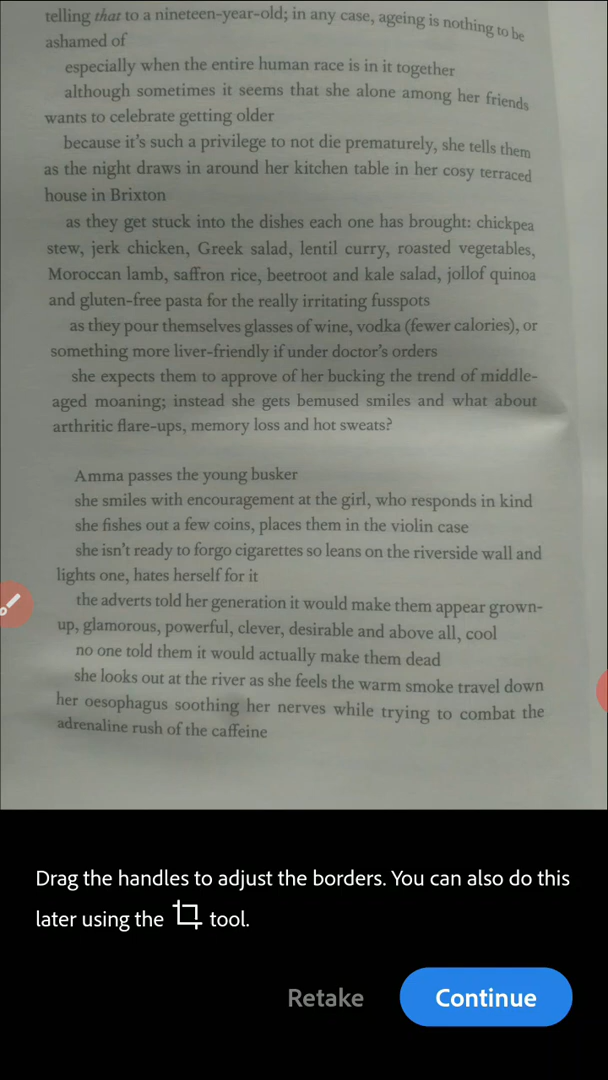 telling that to a nineteen-year-old; in any case, ageing is nothing to be
ashamed of
especially when the entire human race is in it together
although sometimes it seems that she alone among her friends
wants to celebrate getting older
because it's such a privilege to not die prematurely, she tells them
as the night draws in around her kitchen table in her cosy terraced
house in Brixton
as they get stuck into the dishes each one has brought: chickpea
stew, jerk chicken, Greek salad, lentil curry, roasted vegetables,
Moroccan lamb, saffron rice, beetroot and kale salad, jollof quinoa
and gluten-free pasta for the really irritating fusspots
as they pour themselves glasses of wine, vodka (fewer calories), or
something more liver-friendly if under doctor's orders
she expects them to approve of her bucking the trend of middle-
aged moaning; instead she gets bemused smiles and what about
arthritic flare-ups, memory loss and hot sweats?
Amma passes the young busker
she smiles with encouragement at the girl, who responds in kind
she fishes out a few coins, places them in the violin case
she isn't ready to forgo cigarettes so leans on the riverside wall and
lights one, hates herself for it
the adverts told her generation it would make them appear grown-
up, glamorous, powerful, clever, desirable and above all, cool
no one told them it would actually make them dead
she looks out at the river as she feels the warm smoke travel down
her oesophagus soothing her nerves while trying to combat the
adrenaline rush of the caffeine
Drag the handles to adjust the borders. You can also do this
later using the tool.
Retake
Continue